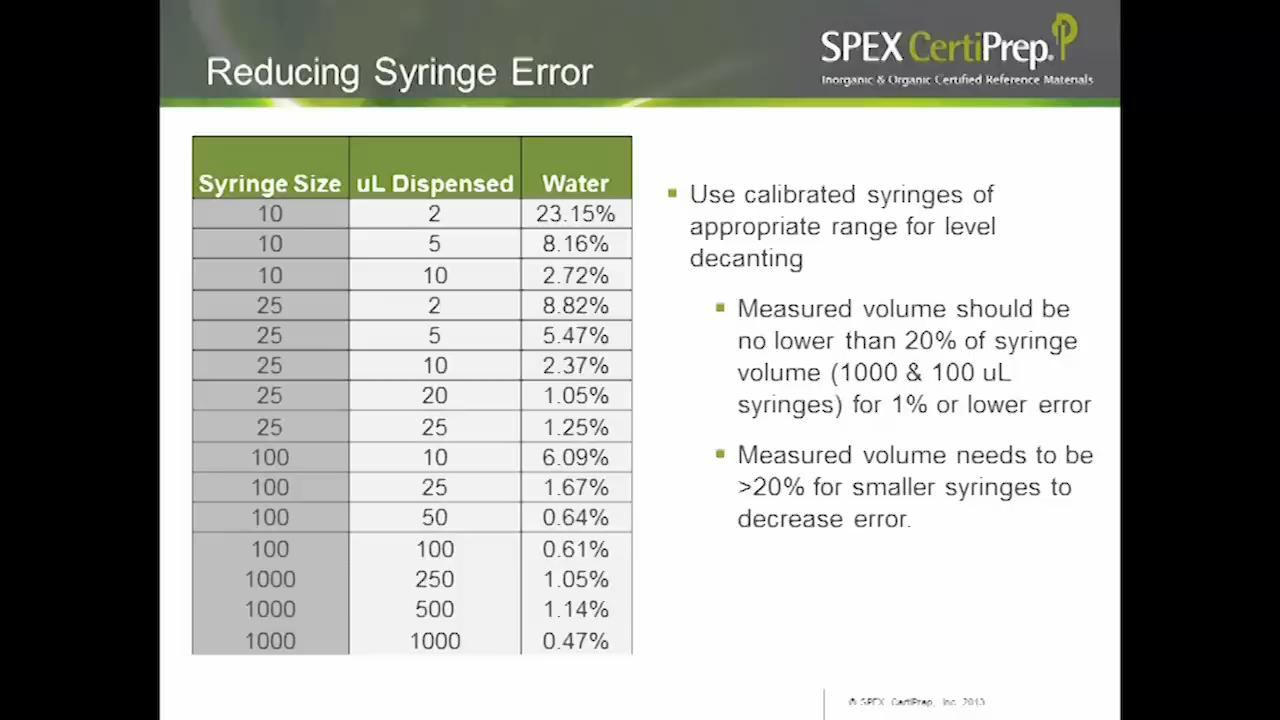 Reducing Syringe Error
SPEX CertiPrep.
Inorganic & Organic Certified Reference Materials
Syringe Size uL Dispensed Water
10 2 23.15%
10 5 8.16%
10 10 2.72%
25 2 8.82%
25 5 5.47%
25 10 2.37%
25 20 1.05%
25 25 1.25%
100 10 6.09%
100 25 1.67%
100 50 0.64%
100 100 0.61%
1000 250 1.05%
1000 500 1.14%
1000 1000 0.47%
Use calibrated syringes of
appropriate range for level
decanting
Measured volume should be
no lower than 20% of syringe
volume (1000 & 100 uL
syringes) for 1% or lower error
Measured volume needs to be
>20% for smaller syringes to
decrease error.
© SPEX CertiPrep, Inc. 2013